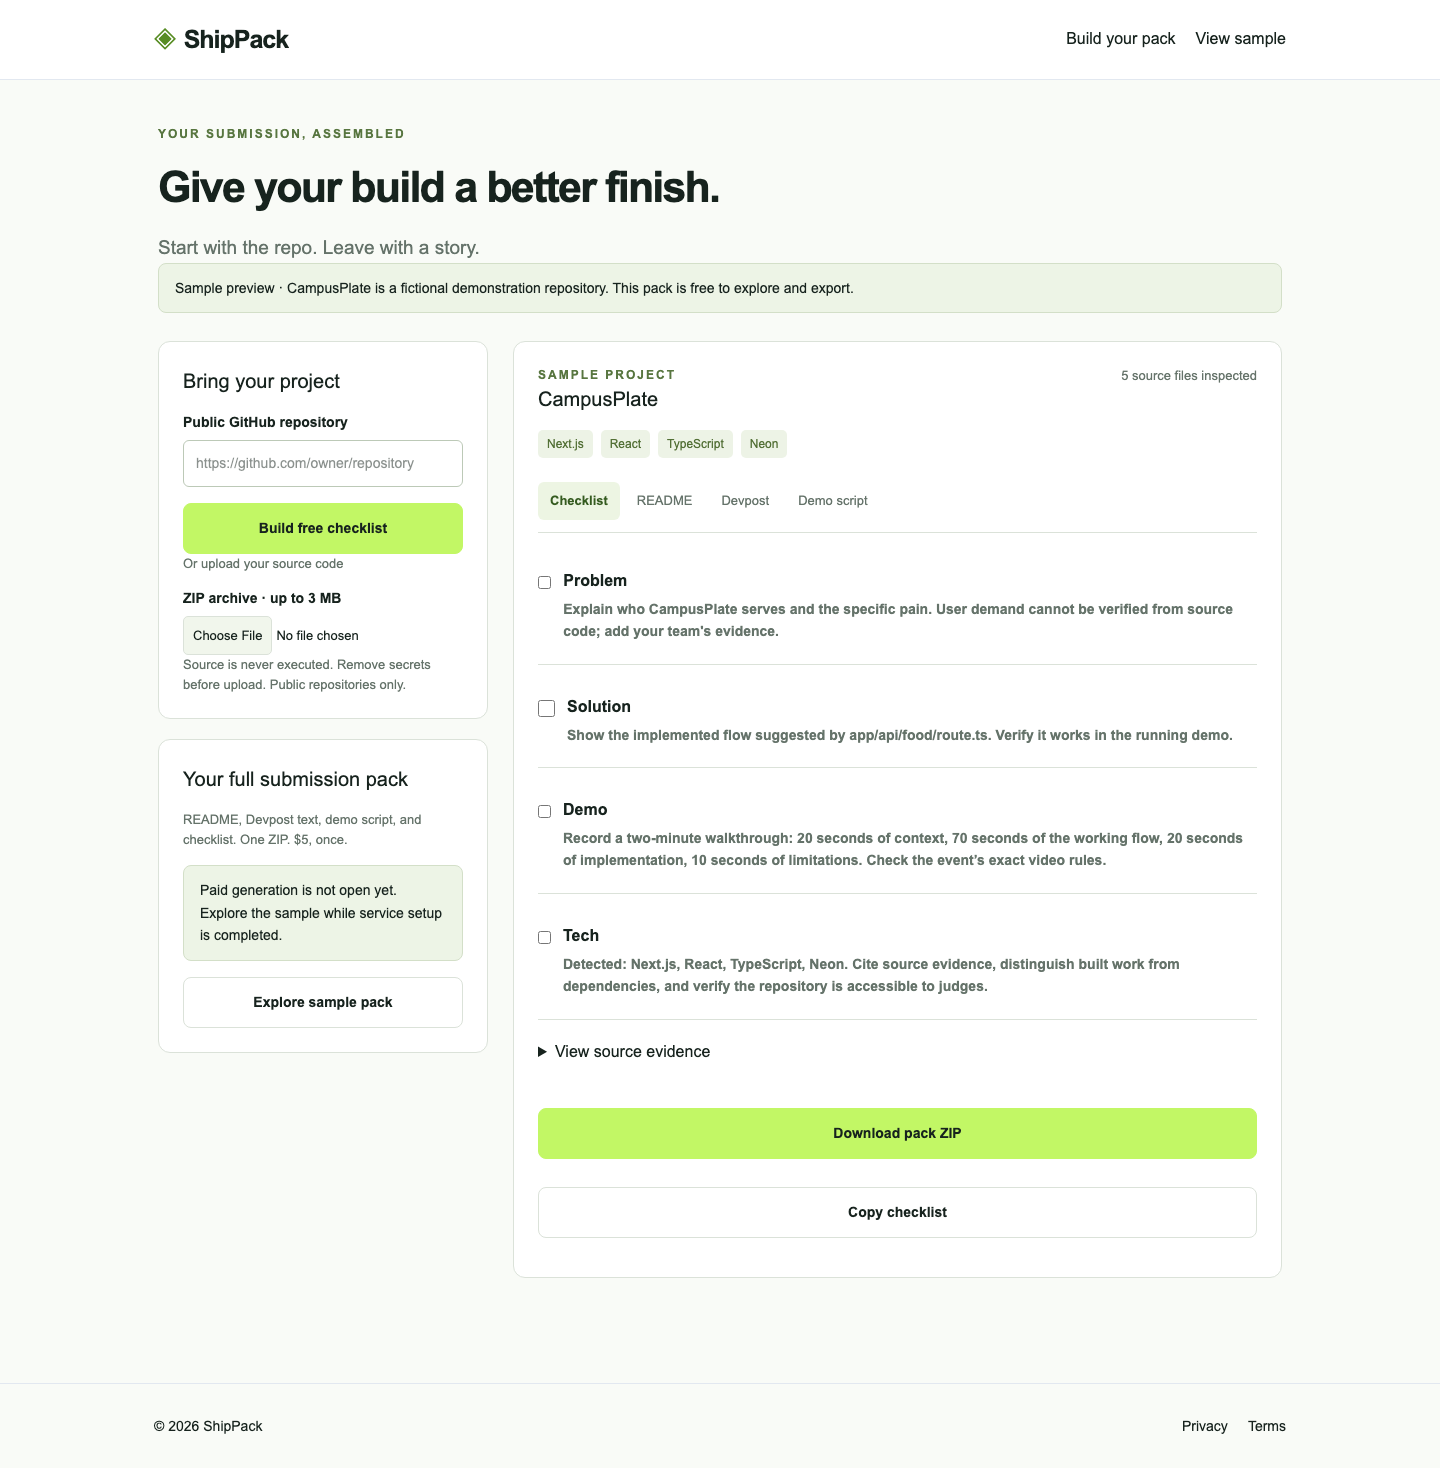 ShipPack
Build your pack
View sample
YOUR SUBMISSION, ASSEMBLED
Give your build a better finish.
Start with the repo. Leave with a story.
Sample preview · CampusPlate is a fictional demonstration repository. This pack is free to explore and export.
Bring your project
Public GitHub repository
https://github.com/owner/repository
Build free checklist
Or upload your source code
ZIP archive · up to 3 MB
Choose File No file chosen
Source is never executed. Remove secrets
before upload. Public repositories only.
Your full submission pack
README, Devpost text, demo script, and
checklist. One ZIP. $5, once.
Paid generation is not open yet.
Explore the sample while service setup
is completed.
Explore sample pack
SAMPLE PROJECT
5 source files inspected
CampusPlate
Next.js
React
TypeScript
Neon
Checklist
README
Devpost
Demo script
Problem
Explain who CampusPlate serves and the specific pain. User demand cannot be verified from source
code; add your team's evidence.
Solution
Show the implemented flow suggested by app/api/food/route.ts. Verify it works in the running demo.
Demo
Record a two-minute walkthrough: 20 seconds of context, 70 seconds of the working flow, 20 seconds
of implementation, 10 seconds of limitations. Check the event's exact video rules.
Tech
Detected: Next.js, React, TypeScript, Neon. Cite source evidence, distinguish built work from
dependencies, and verify the repository is accessible to judges.
View source evidence
Download pack ZIP
Copy checklist
© 2026 ShipPack
Privacy
Terms